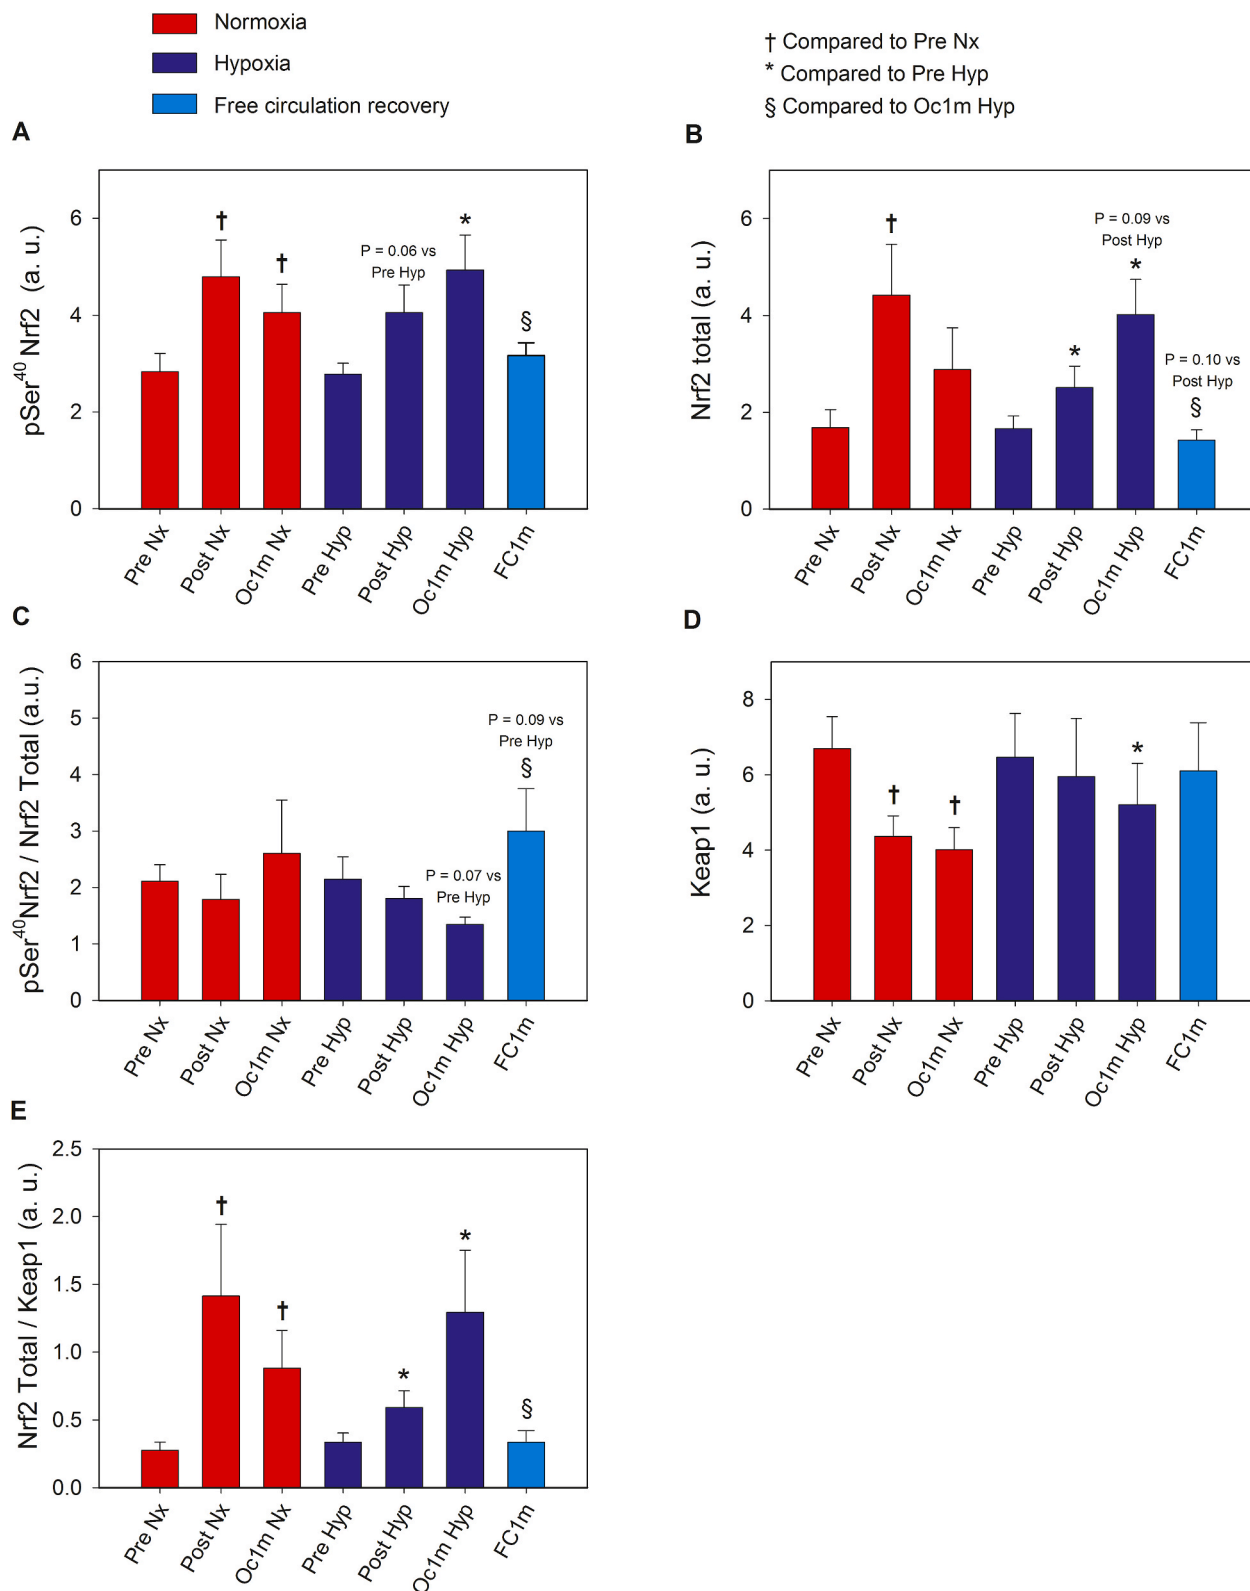 Normoxia
Hypoxia
Free circulation recovery
† Compared to Pre Nx
* Compared to Pre Hyp
§ Compared to Oc1m Hyp
A
pSer⁴⁰ Nrf2 (a. u.)
6
4
2
0
†
†
P = 0.06 vs
Pre Hyp
*
§
Pre Nx
Post Nx
Oc1m Nx
Pre Hyp
Post Hyp
Oc1m Hyp
FC1m
B
Nrf2 total (a. u.)
6
4
2
0
†
*
P = 0.09 vs
Post Hyp
*
P = 0.10 vs
Post Hyp
§
Pre Nx
Post Nx
Oc1m Nx
Pre Hyp
Post Hyp
Oc1m Hyp
FC1m
C
pSer⁴⁰Nrf2 / Nrf2 Total (a.u.)
6
5
4
3
2
1
0
P = 0.07 vs
Pre Hyp
P = 0.09 vs
Pre Hyp
§
Pre Nx
Post Nx
Oc1m Nx
Pre Hyp
Post Hyp
Oc1m Hyp
FC1m
D
Keap1 (a. u.)
8
6
4
2
0
†
†
*
Pre Nx
Post Nx
Oc1m Nx
Pre Hyp
Post Hyp
Oc1m Hyp
FC1m
E
Nrf2 Total / Keap1 (a. u.)
2.5
2.0
1.5
1.0
0.5
0.0
†
†
*
*
§
Pre Nx
Post Nx
Oc1m Nx
Pre Hyp
Post Hyp
Oc1m Hyp
FC1m